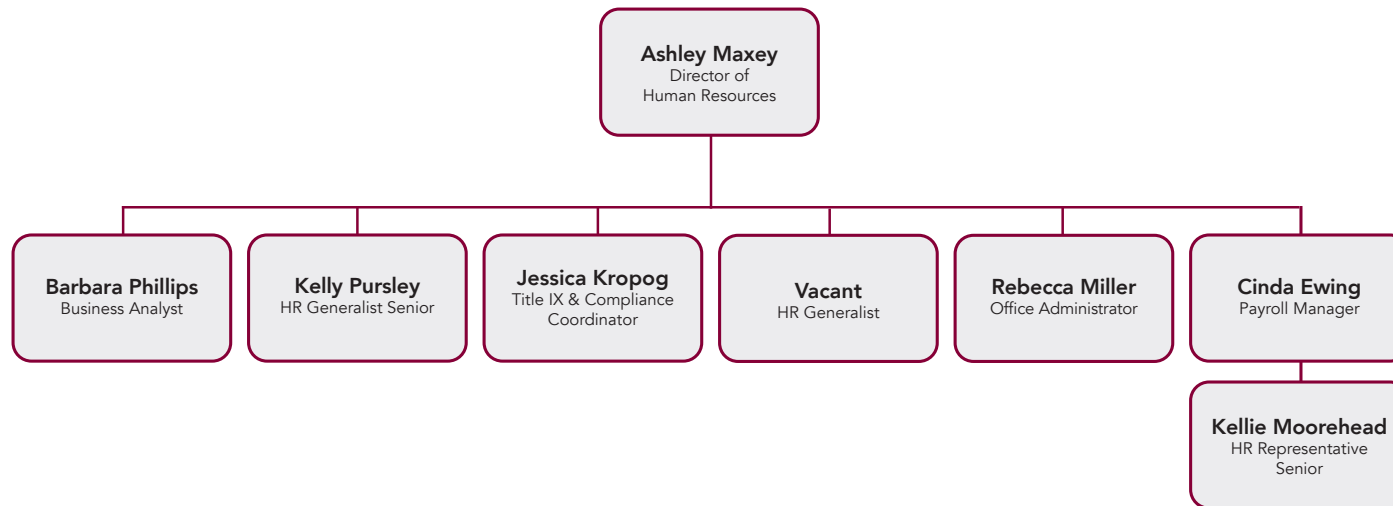 Ashley Maxey
Director of
Human Resources
Barbara Phillips
Business Analyst
Kelly Pursley
HR Generalist Senior
Jessica Kropog
Title IX & Compliance
Coordinator
Vacant
HR Generalist
Rebecca Miller
Office Administrator
Cinda Ewing
Payroll Manager
Kellie Moorehead
HR Representative
Senior